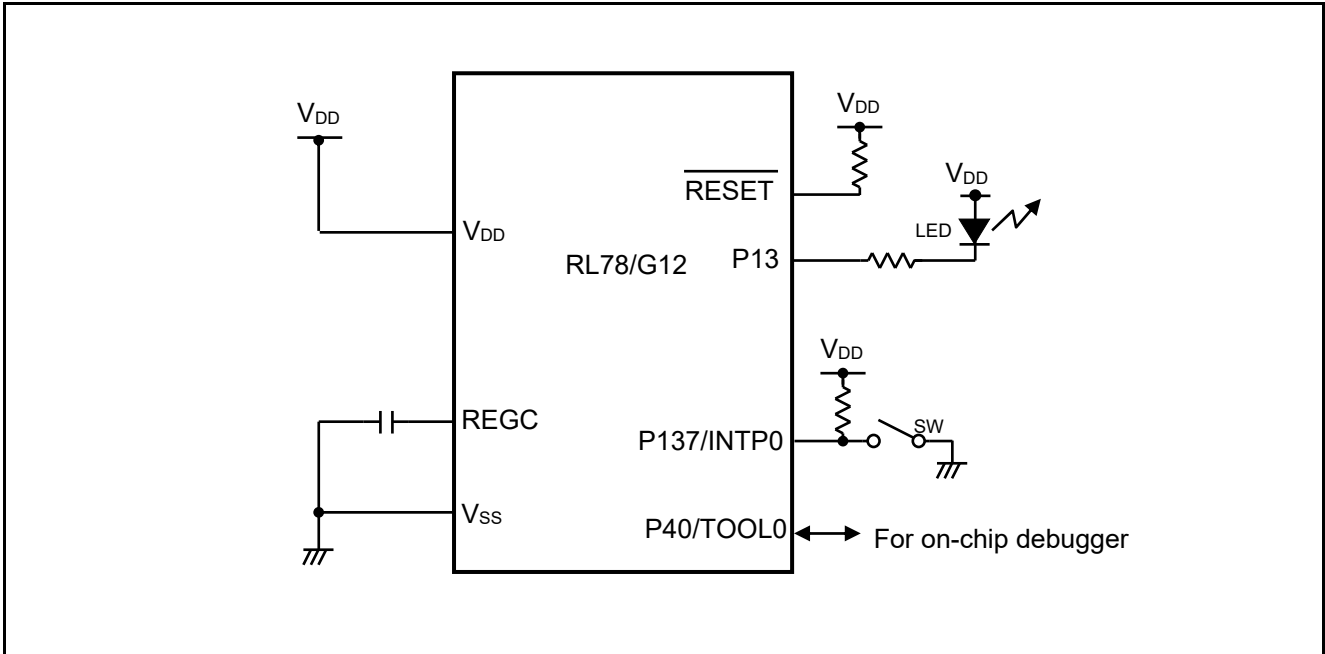 VDD
VDD
RESET
VDD
LED
VDD
RL78/G12
P13
VDD
REGC
P137/INTP0
SW
VSS
P40/TOOL0
For on-chip debugger